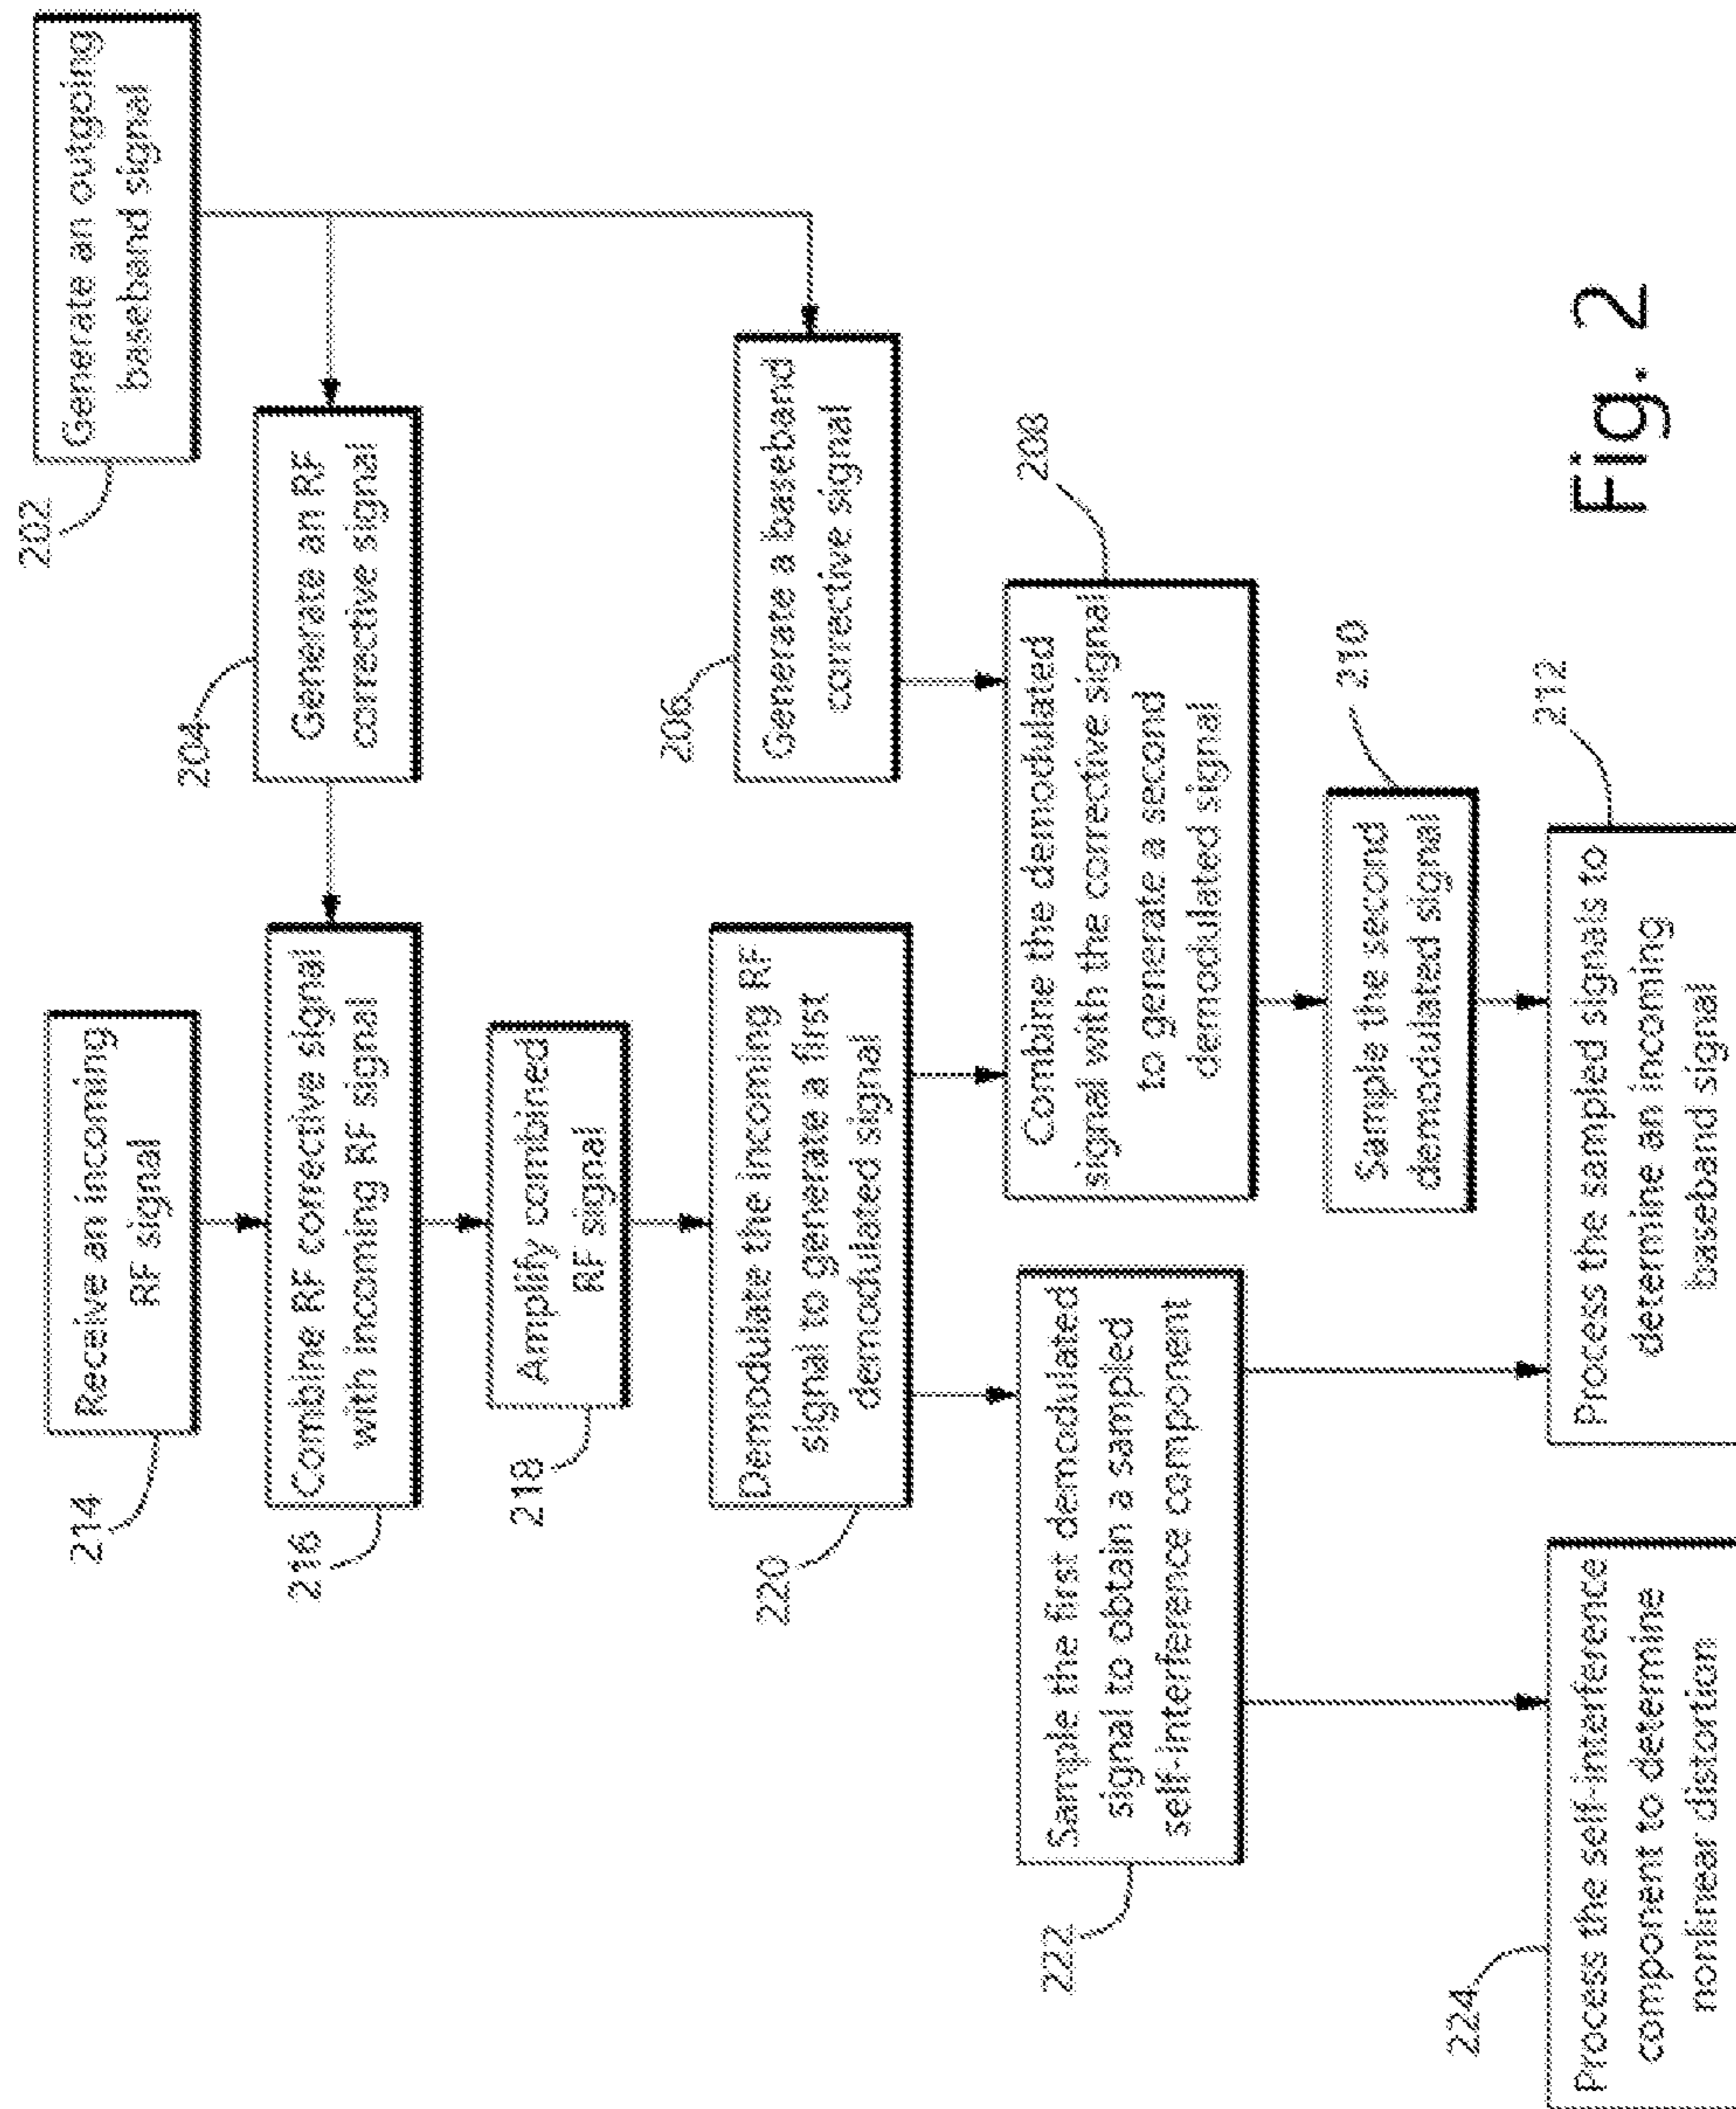 202
Generate an outgoing
baseband signal
204
Generate an RF
corrective signal
206
Generate a baseband
corrective signal
214
Receive an incoming
RF signal
216
Combine RF corrective signal
with incoming RF signal
218
Amplify combined
RF signal
220
Demodulate the incoming RF
signal to generate a first
demodulated signal
208
Combine the demodulated
signal with the corrective signal
to generate a second
demodulated signal
210
Sample the second
demodulated signal
212
Process the sampled signals to
determine an incoming
baseband signal
222
Sample the first demodulated
signal to obtain a sampled
self-interference component
224
Process the self-interference
component to determine
nonlinear distortion
Fig. 2